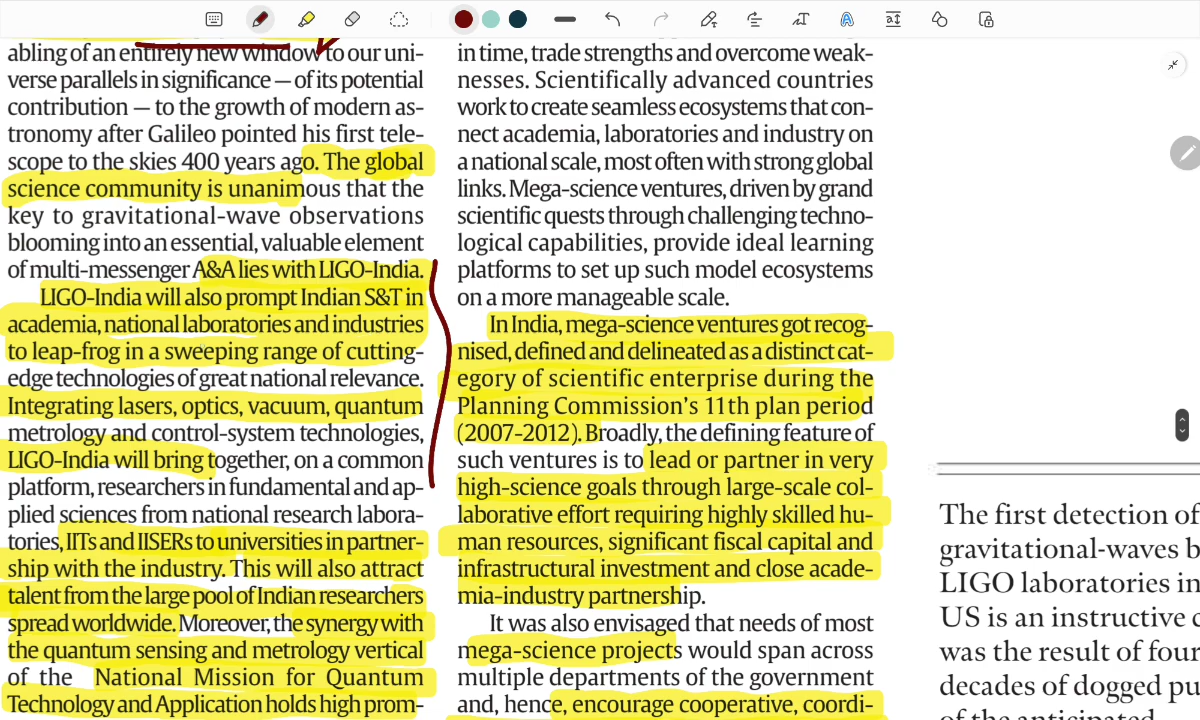 abling of an entirely new window to our uni-
verse parallels in significance — of its potential
contribution — to the growth of modern as-
tronomy after Galileo pointed his first tele-
scope to the skies 400 years ago. The global
science community is unanimous that the
key to gravitational-wave observations
blooming into an essential, valuable element
of multi-messenger A&A lies with LIGO-India.
LIGO-India will also prompt Indian S&T in
academia, national laboratories and industries
to leap-frog in a sweeping range of cutting-
edge technologies of great national relevance.
Integrating lasers, optics, vacuum, quantum
metrology and control-system technologies,
LIGO-India will bring together, on a common
platform, researchers in fundamental and ap-
plied sciences from national research labora-
tories, IITs and IISERs to universities in partner-
ship with the industry. This will also attract
talent from the large pool of Indian researchers
spread worldwide. Moreover, the synergy with
the quantum sensing and metrology vertical
of the National Mission for Quantum
Technology and Application holds high prom-
in time, trade strengths and overcome weak-
nesses. Scientifically advanced countries
work to create seamless ecosystems that con-
nect academia, laboratories and industry on
a national scale, most often with strong global
links. Mega-science ventures, driven by grand
scientific quests through challenging techno-
logical capabilities, provide ideal learning
platforms to set up such model ecosystems
on a more manageable scale.
In India, mega-science ventures got recog-
nised, defined and delineated as a distinct cat-
egory of scientific enterprise during the
Planning Commission's 11th plan period
(2007-2012). Broadly, the defining feature of
such ventures is to lead or partner in very
high-science goals through large-scale col-
laborative effort requiring highly skilled hu-
man resources, significant fiscal capital and
infrastructural investment and close acade-
mia-industry partnership.
It was also envisaged that needs of most
mega-science projects would span across
multiple departments of the government
and, hence, encourage cooperative, coordi-
The first detection of
gravitational-waves b
LIGO laboratories in
US is an instructive c
was the result of four
decades of dogged pu
of the anticipated